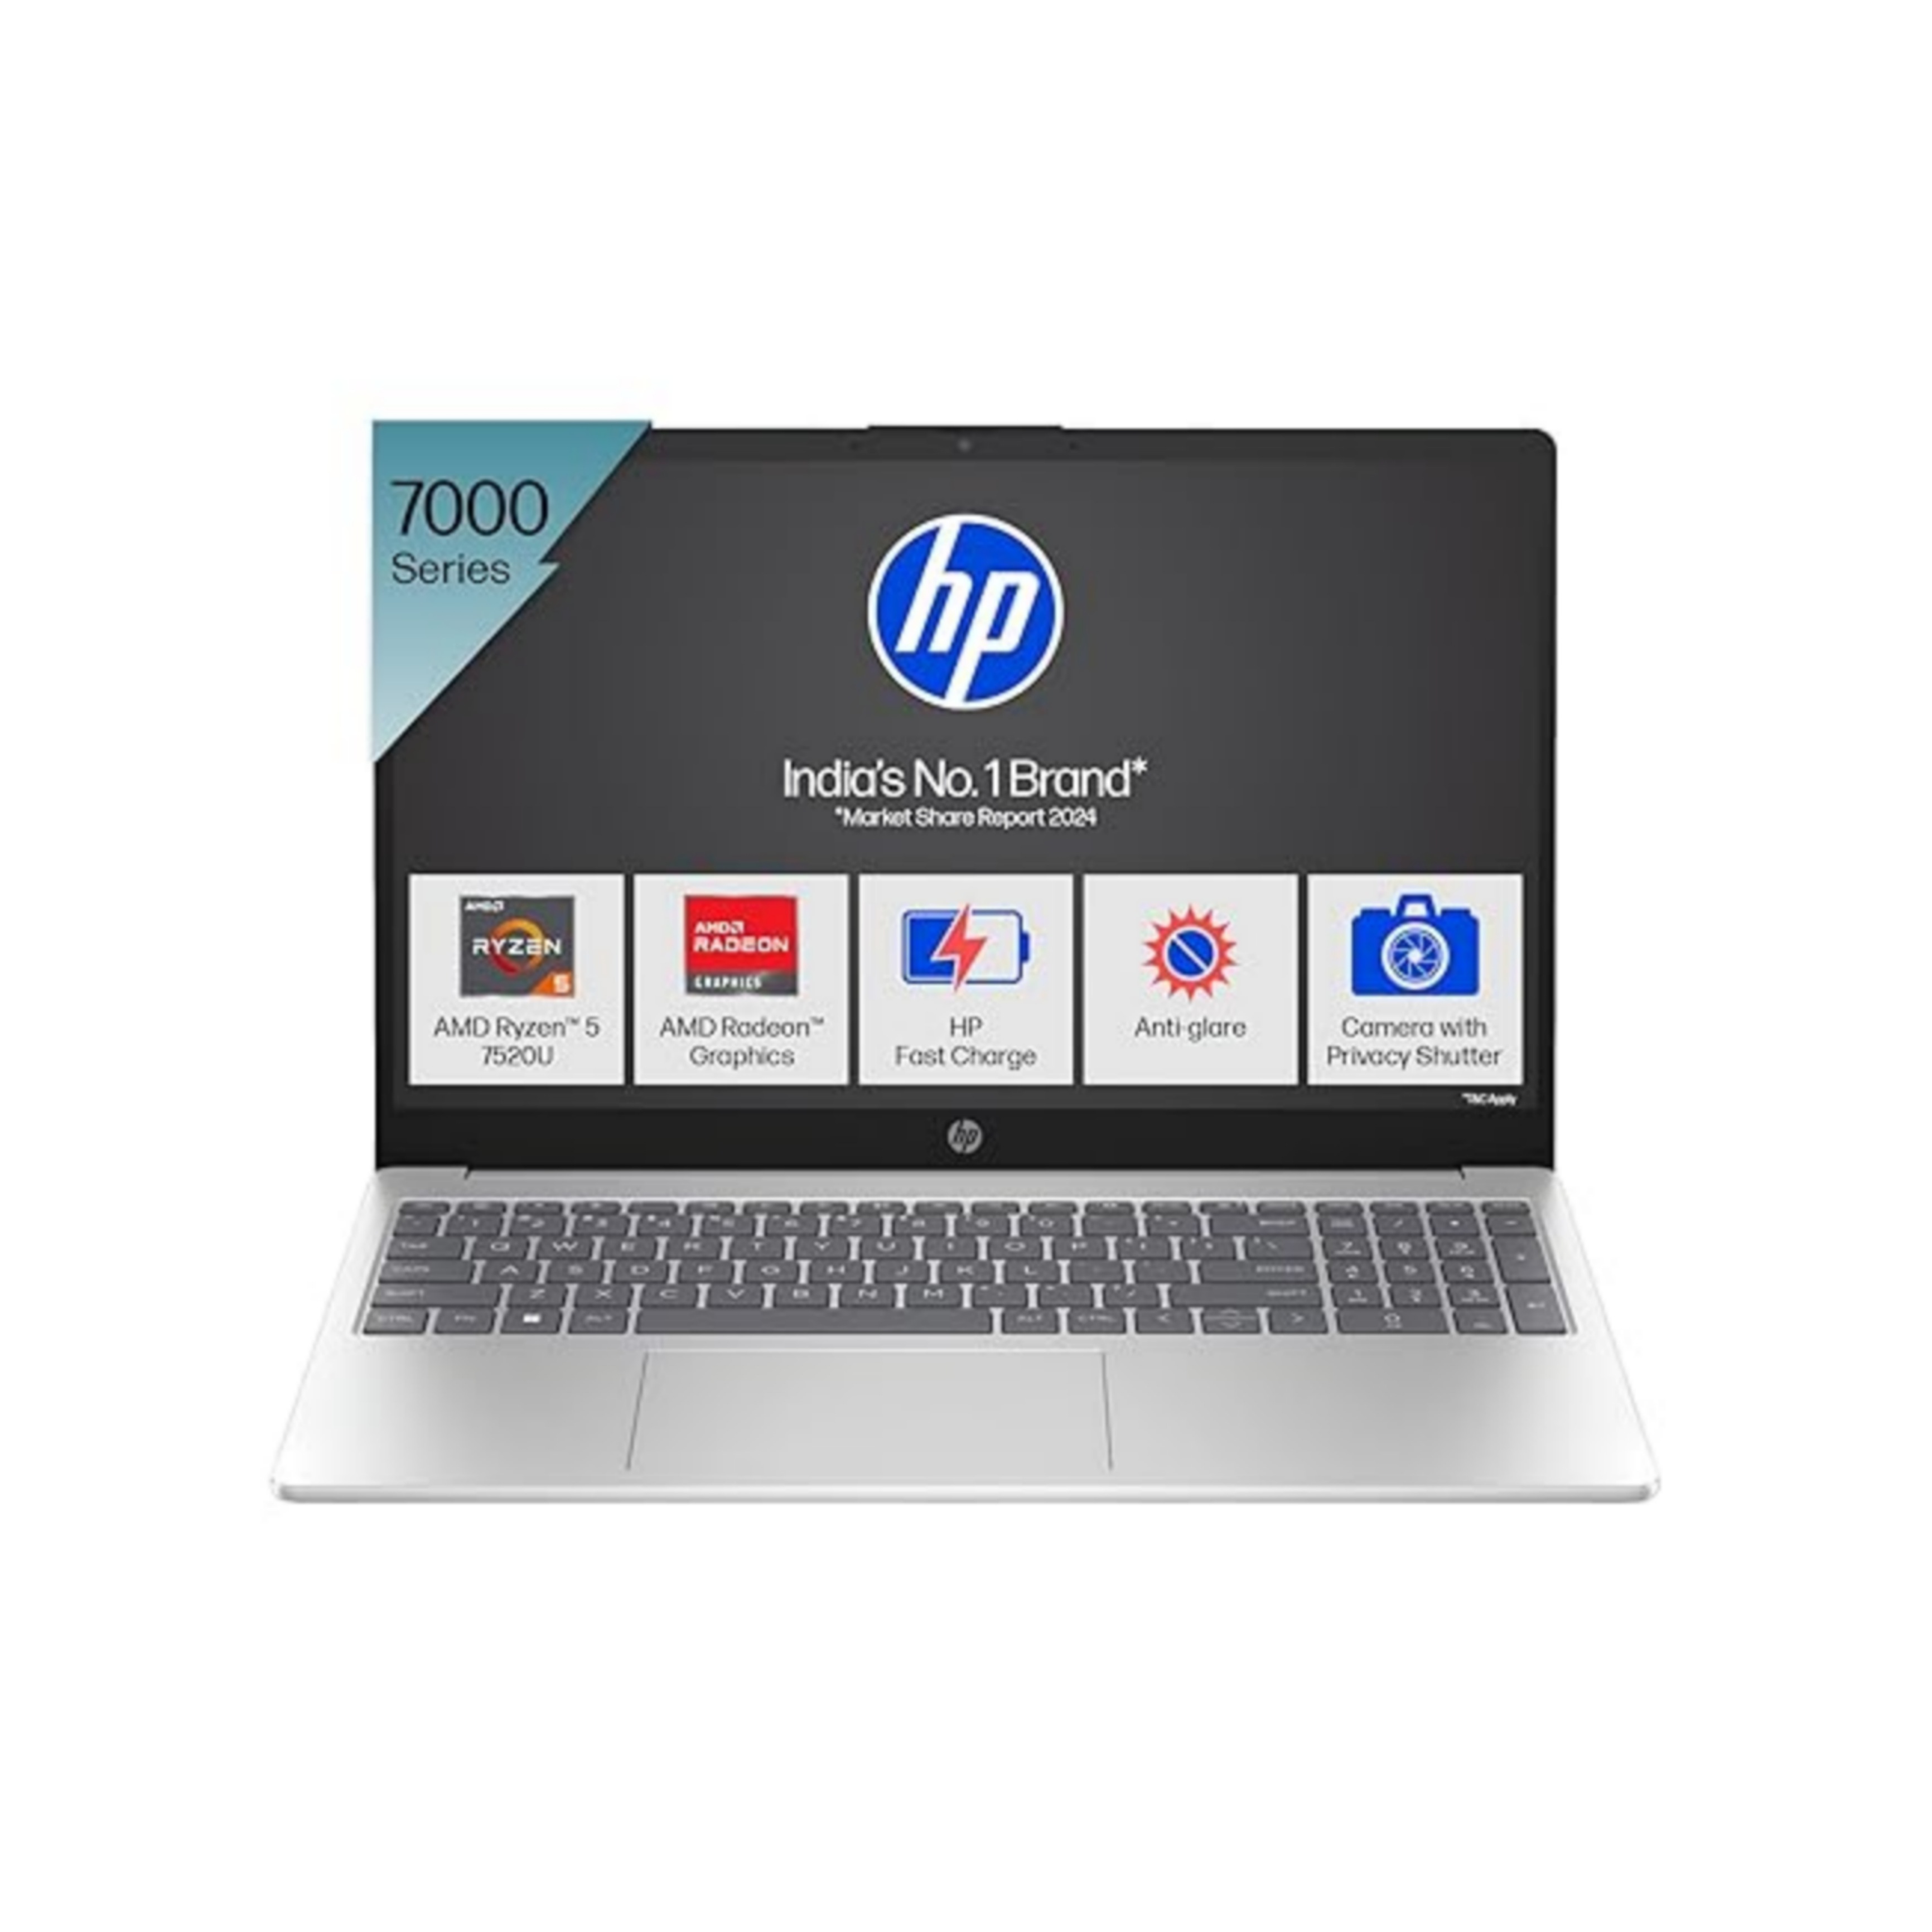 7000
Series
hp
India's No. 1 Brand*
*Market Share Report 2024
AMD
RYZEN
5
AMD Ryzen™ 5
7520U
AMD
RADEON
GRAPHICS
AMD Radeon™
Graphics
HP
Fast Charge
Anti-glare
Camera with
Privacy Shutter
*T&C Apply
hp
Q W E R T Y U I O P
A S D F G H J K L
Z X C V B N M